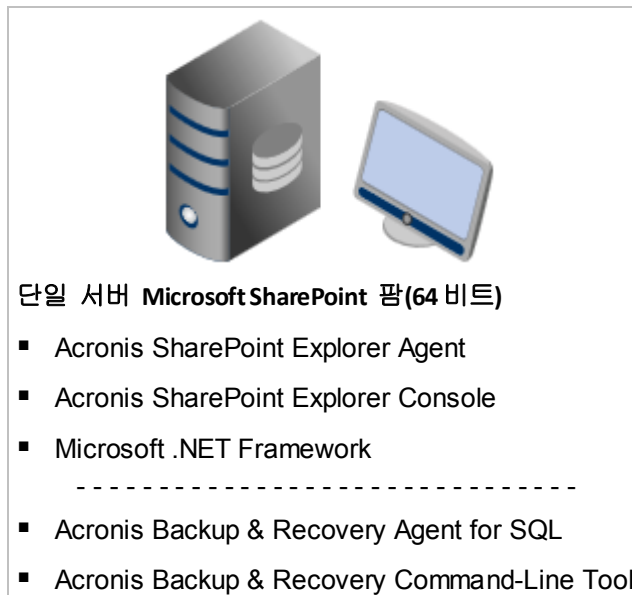 단일 서버 Microsoft SharePoint 팜(64 비트)
▪ Acronis SharePoint Explorer Agent
▪ Acronis SharePoint Explorer Console
▪ Microsoft .NET Framework
- - - - - - - - - - - - - - - - - - - - - - - - - - - - - - -
▪ Acronis Backup & Recovery Agent for SQL
▪ Acronis Backup & Recovery Command-Line Tool